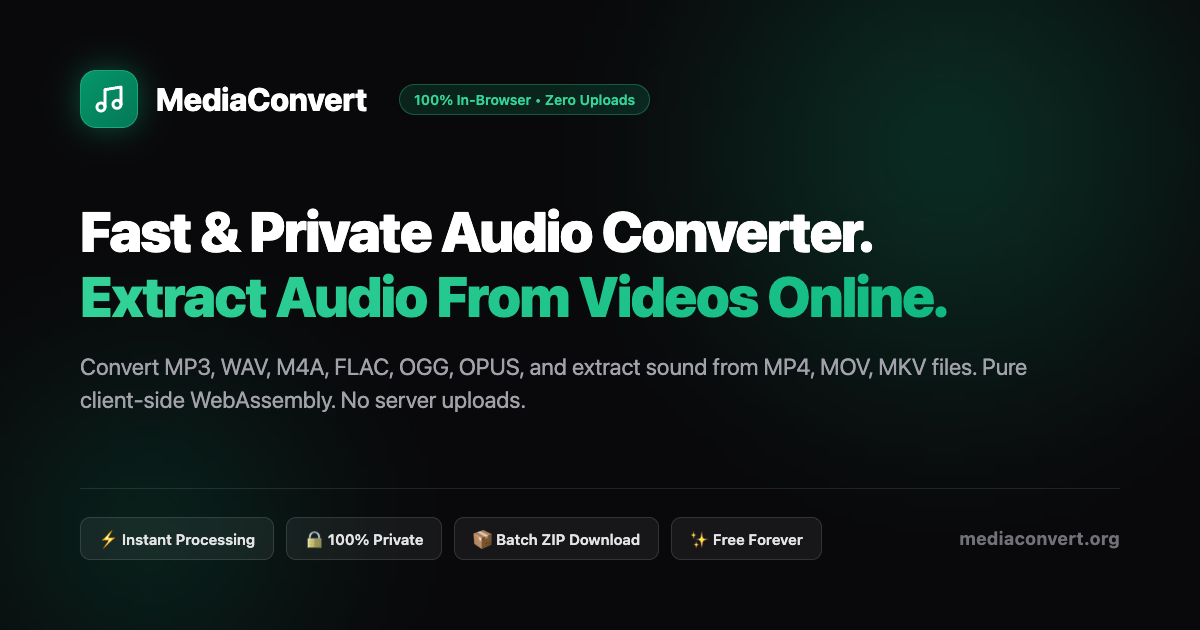 MediaConvert
100% In-Browser • Zero Uploads
Fast & Private Audio Converter.
Extract Audio From Videos Online.
Convert MP3, WAV, M4A, FLAC, OGG, OPUS, and extract sound from MP4, MOV, MKV files. Pure
client-side WebAssembly. No server uploads.
⚡ Instant Processing
🔒 100% Private
📦 Batch ZIP Download
✨ Free Forever
mediaconvert.org